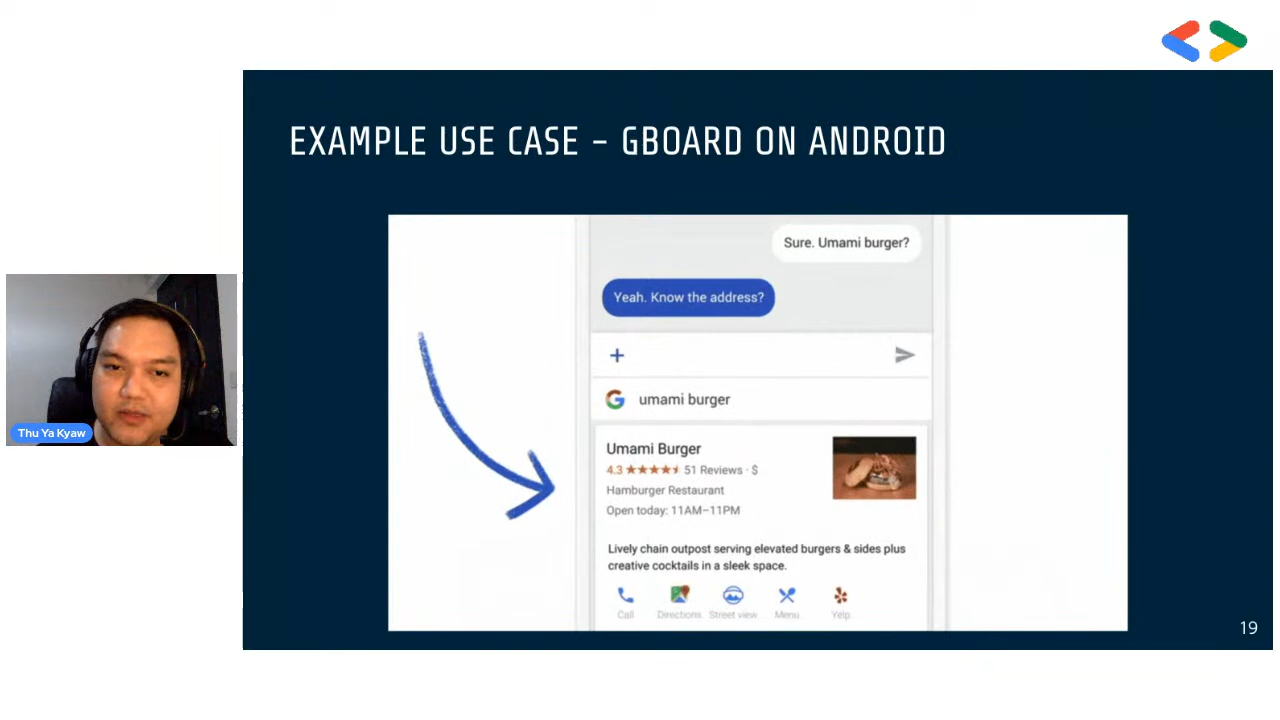 EXAMPLE USE CASE – GBOARD ON ANDROID
Sure. Umami burger?
Yeah. Know the address?
umami burger
Umami Burger
4.3 51 Reviews · $
Hamburger Restaurant
Open today: 11AM–11PM
Lively chain outpost serving elevated burgers & sides plus
creative cocktails in a sleek space.
Call Directions Street view Menu Yelp
Thu Ya Kyaw
19